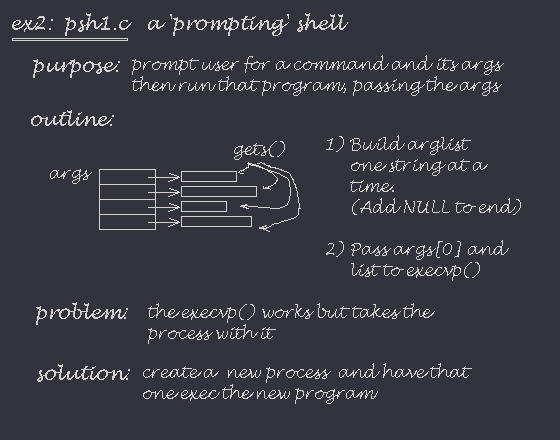 ex2: psh1.c a 'prompting' shell
purpose: prompt user for a command and its args
then run that program, passing the args
outline:
gets()
args
1) Build arglist
one string at a
time.
(Add NULL to end)
2) Pass args[0] and
list to execvp()
problem: the execvp() works but takes the
process with it
solution: create a new process and have that
one exec the new program